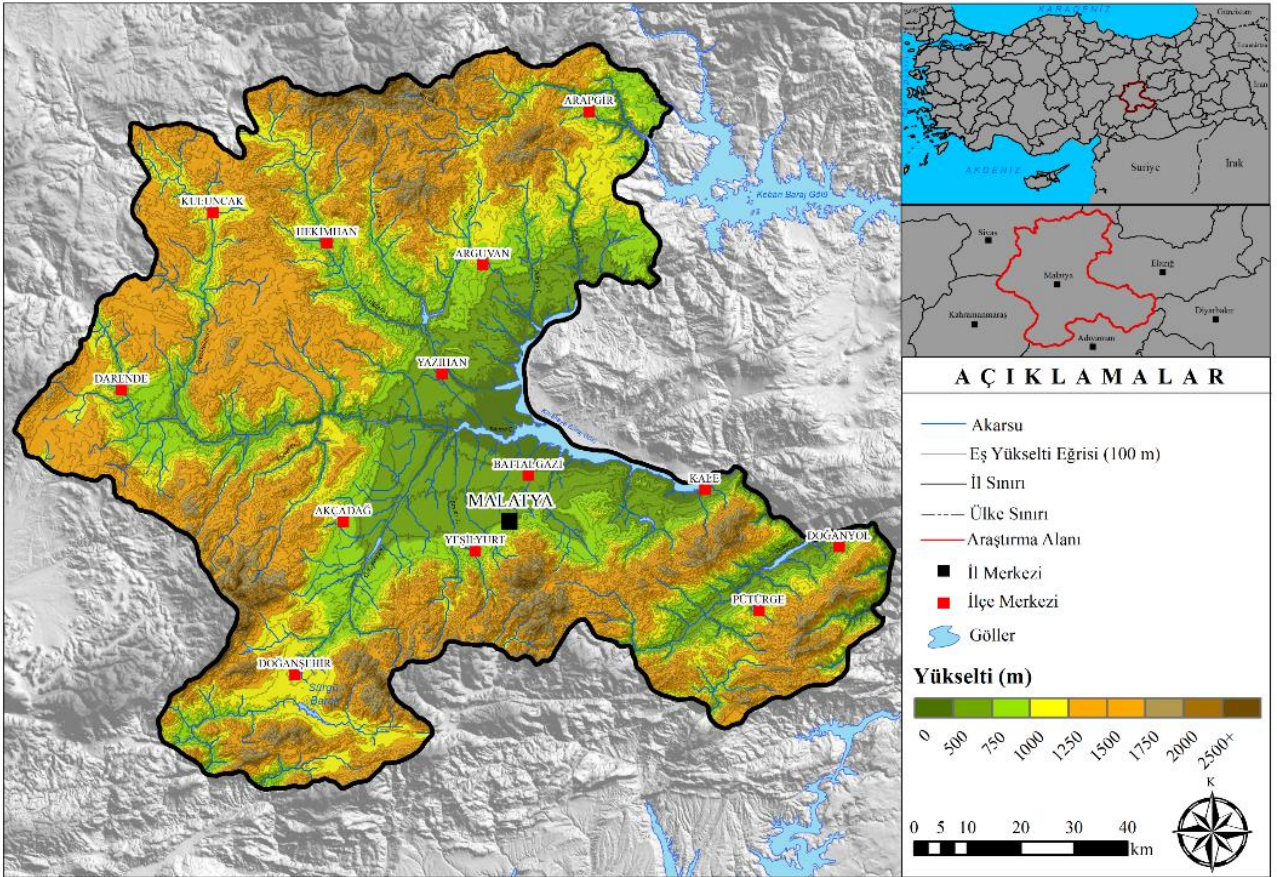 ARAPGİR
KULUNCAK
HEKİMHAN
ARGUVAN
Keban Baraj Gölü
YAZIHAN
DARENDE
BATTALGAZİ
MALATYA
KALE
AKÇADAĞ
YEŞİLYURT
DOĞANYOL
PÜTÜRGE
DOĞANŞEHİR
Sürgü
Barajı
KARADENİZ
Gürcistan
İran
AKDENİZ
Suriye
Irak
Sivas
Elazığ
Malatya
Kahramanmaraş
Diyarbakır
Adıyaman
AÇIKLAMALAR
Akarsu
Eş Yükselti Eğrisi (100 m)
İl Sınırı
Ülke Sınırı
Araştırma Alanı
İl Merkezi
İlçe Merkezi
Göller
Yükselti (m)
0 500 750 1000 1250 1500 1750 2000 2500+
K
0 5 10 20 30 40
km